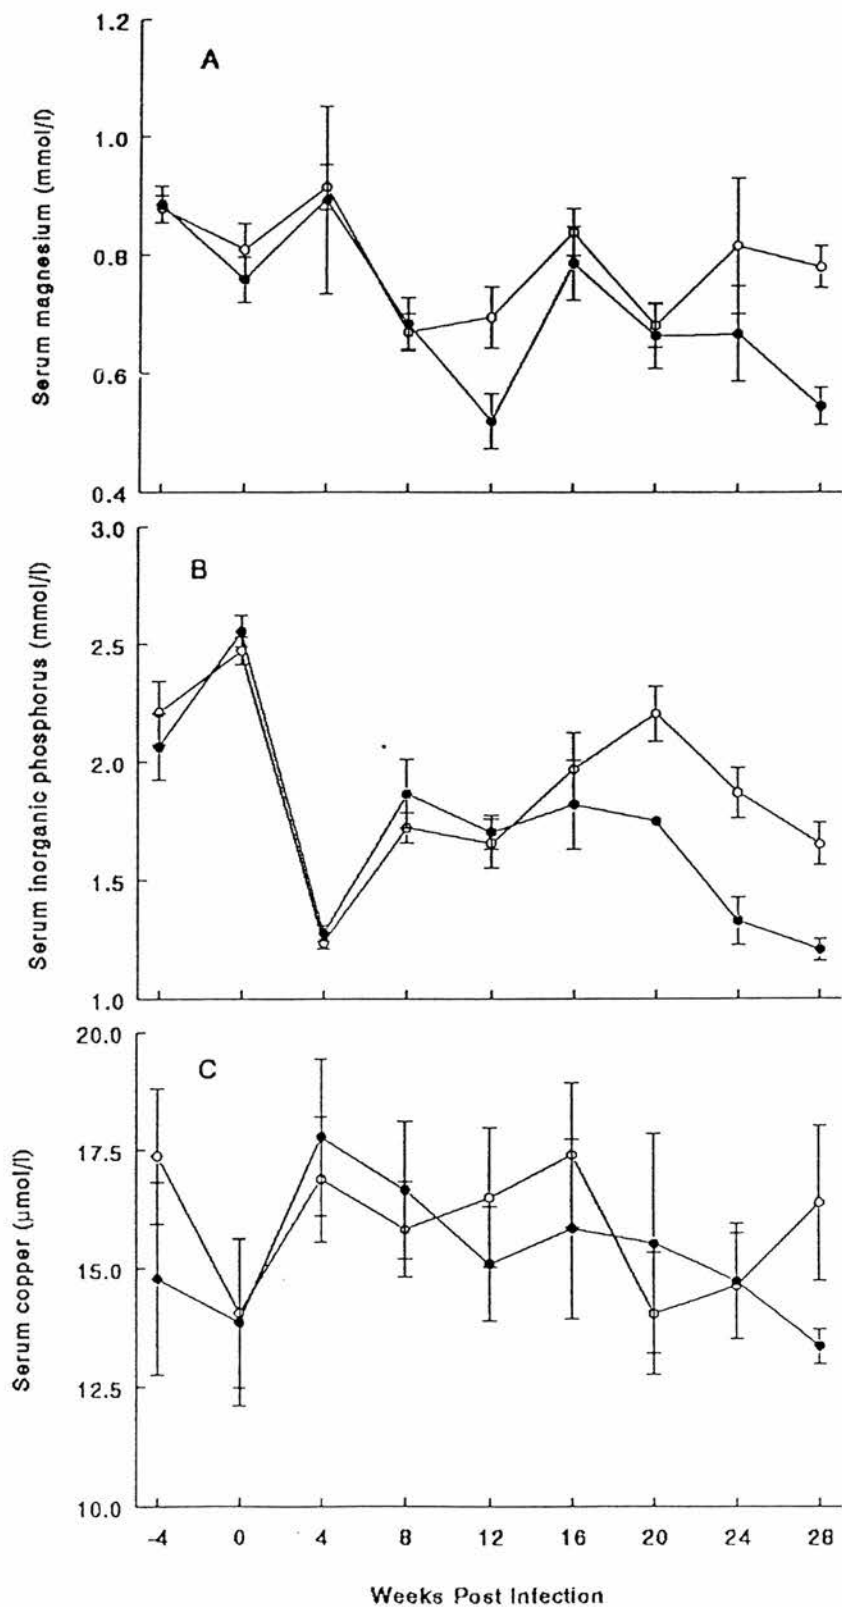 A
Serum magnesium (mmol/l)
1.2
1.0
0.8
0.6
0.4
B
Serum inorganic phosphorus (mmol/l)
3.0
2.5
2.0
1.5
1.0
C
Serum copper (μmol/l)
20.0
17.5
15.0
12.5
10.0
-4 0 4 8 12 16 20 24 28
Weeks Post Infection